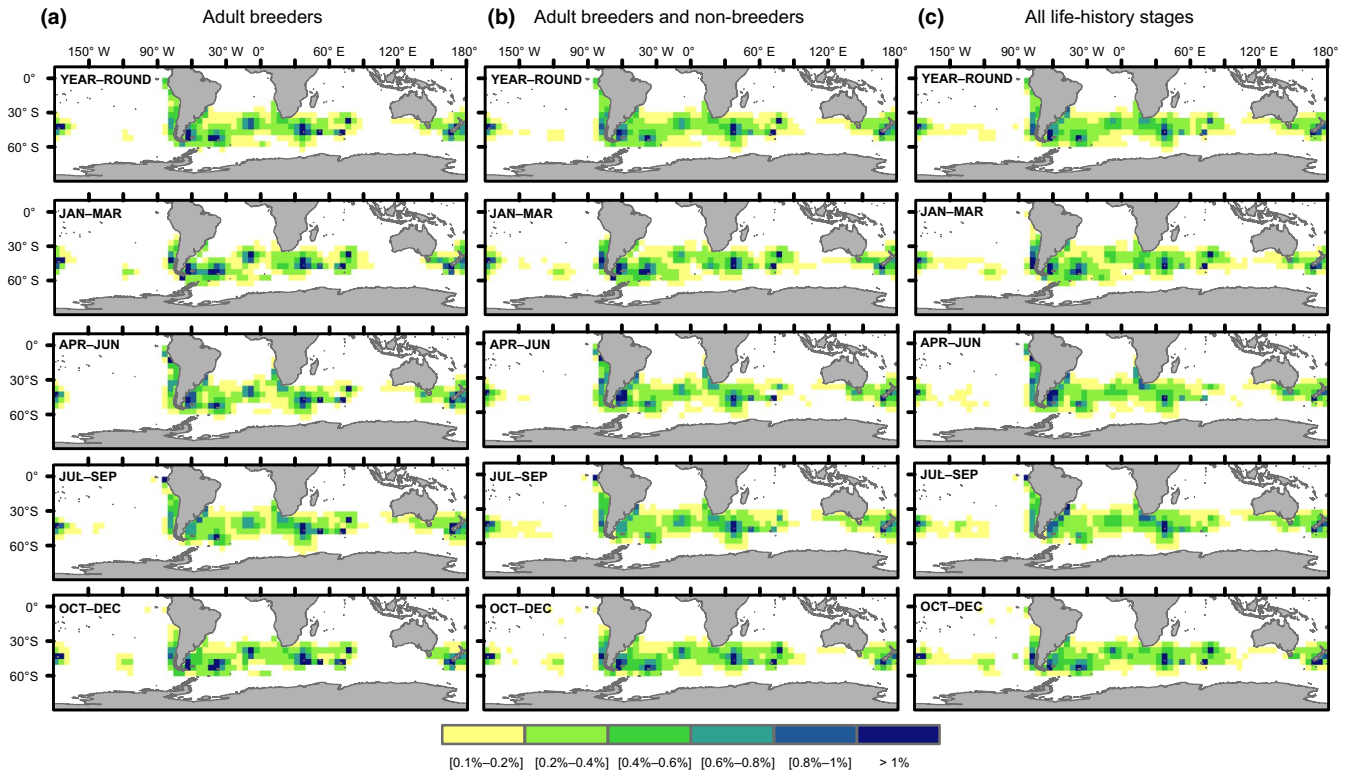 (a) Adult breeders (b) Adult breeders and non-breeders (c) All life-history stages
150° W 90° W 30° W 0° 60° E 120° E 180° 150° W 90° W 30° W 0° 60° E 120° E 180° 150° W 90° W 30° W 0° 60° E 120° E 180°
0° YEAR–ROUND YEAR–ROUND YEAR–ROUND
30° S
60° S
0° JAN–MAR JAN–MAR JAN–MAR
30° S
60° S
0° APR–JUN APR–JUN APR–JUN
30°S
60°S
0° JUL–SEP JUL–SEP JUL–SEP
30°S
60°S
0° OCT–DEC OCT–DEC OCT–DEC
30°S
60°S
[0.1%–0.2%] [0.2%–0.4%] [0.4%–0.6%] [0.6%–0.8%] [0.8%–1%] > 1%